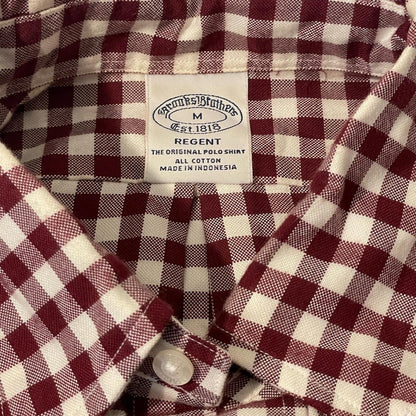 Brooks Brothers
M
Est. 1818
REGENT
THE ORIGINAL POLO SHIRT
ALL COTTON
MADE IN INDONESIA